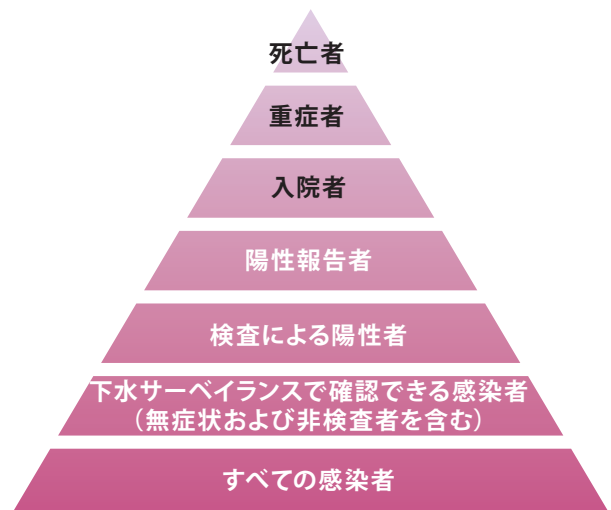 死亡者
重症者
入院者
陽性報告者
検査による陽性者
下水サーベイランスで確認できる感染者
（無症状および非検査者を含む）
すべての感染者